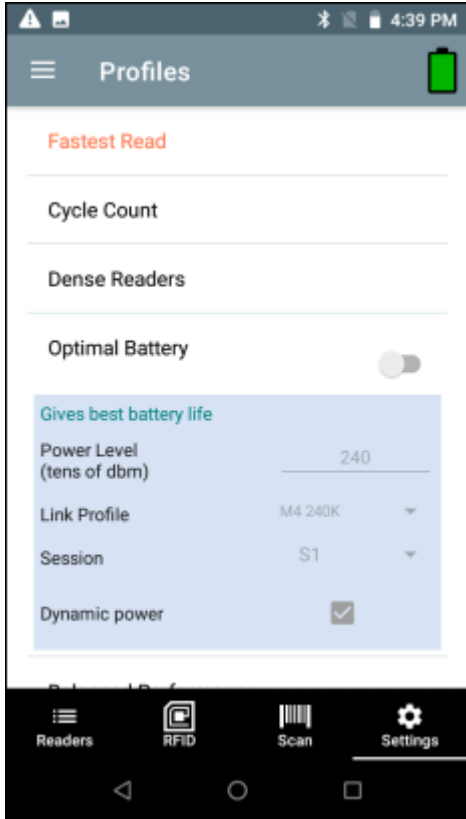 4:39 PM
Profiles
Fastest Read
Cycle Count
Dense Readers
Optimal Battery
Gives best battery life
Power Level
(tens of dbm)
240
Link Profile
M4 240K
Session
S1
Dynamic power
Readers
RFID
Scan
Settings